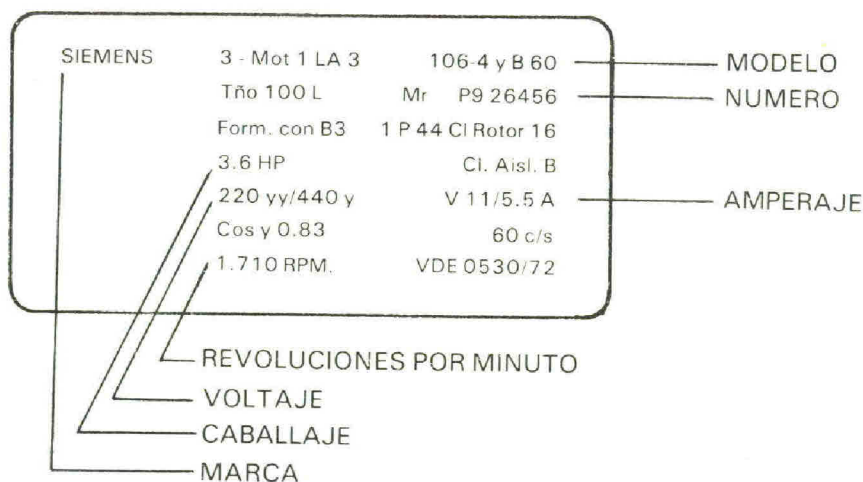 SIEMENS 3 - Mot 1 LA 3 106-4 y B 60 MODELO
Tño 100 L Mr P9 26456 NUMERO
Form. con B3 1 P 44 Cl Rotor 16
3.6 HP Cl. Aisl. B
220 yy/440 y V 11/5.5 A AMPERAJE
Cos y 0.83 60 c/s
1.710 RPM. VDE 0530/72
REVOLUCIONES POR MINUTO
VOLTAJE
CABALLAJE
MARCA